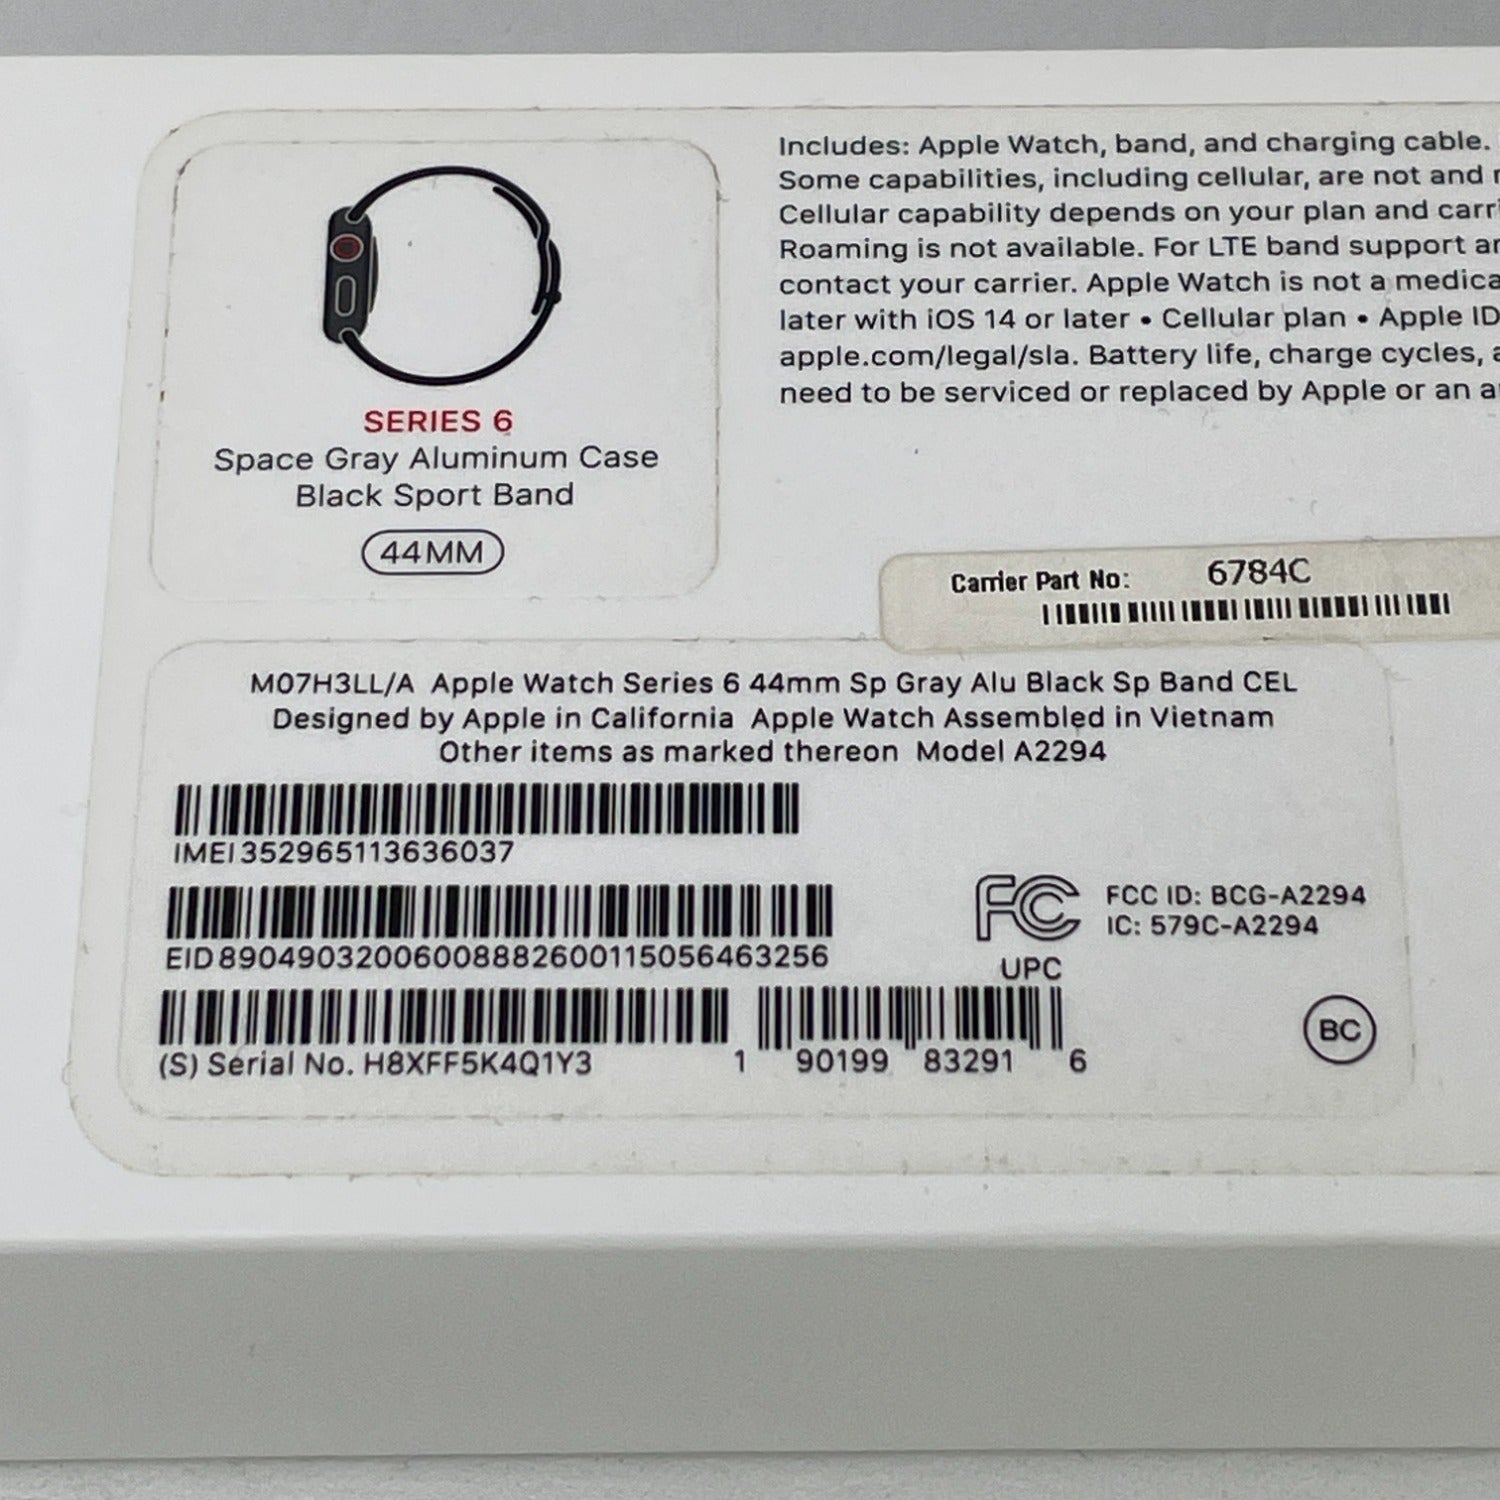 Includes: Apple Watch, band, and charging cable.
Some capabilities, including cellular, are not and
Cellular capability depends on your plan and
Roaming is not available. For LTE band support
contact your carrier. Apple Watch is not a
later with iOS 14 or later • Cellular plan • Apple ID
apple.com/legal/sla. Battery life, charge cycles,
need to be serviced or replaced by Apple or an
SERIES 6
Space Gray Aluminum Case
Black Sport Band
44MM
Carrier Part No: 6784C
M07H3LL/A Apple Watch Series 6 44mm Sp Gray Alu Black Sp Band CEL
Designed by Apple in California Apple Watch Assembled in Vietnam
Other items as marked thereon Model A2294
IMEI 352965113636037
EID 89049032006008882600115056463256
FC FCC ID: BCG-A2294
IC: 579C-A2294
UPC
(S) Serial No. H8XFF5K4Q1Y3
1 90199 83291 6
BC